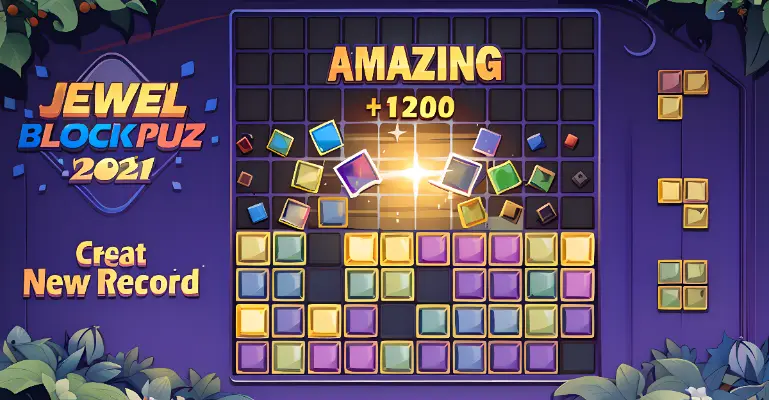 JEWEL
BLOCKPUZ
2021
Creat
New Record
AMAZING
+1200